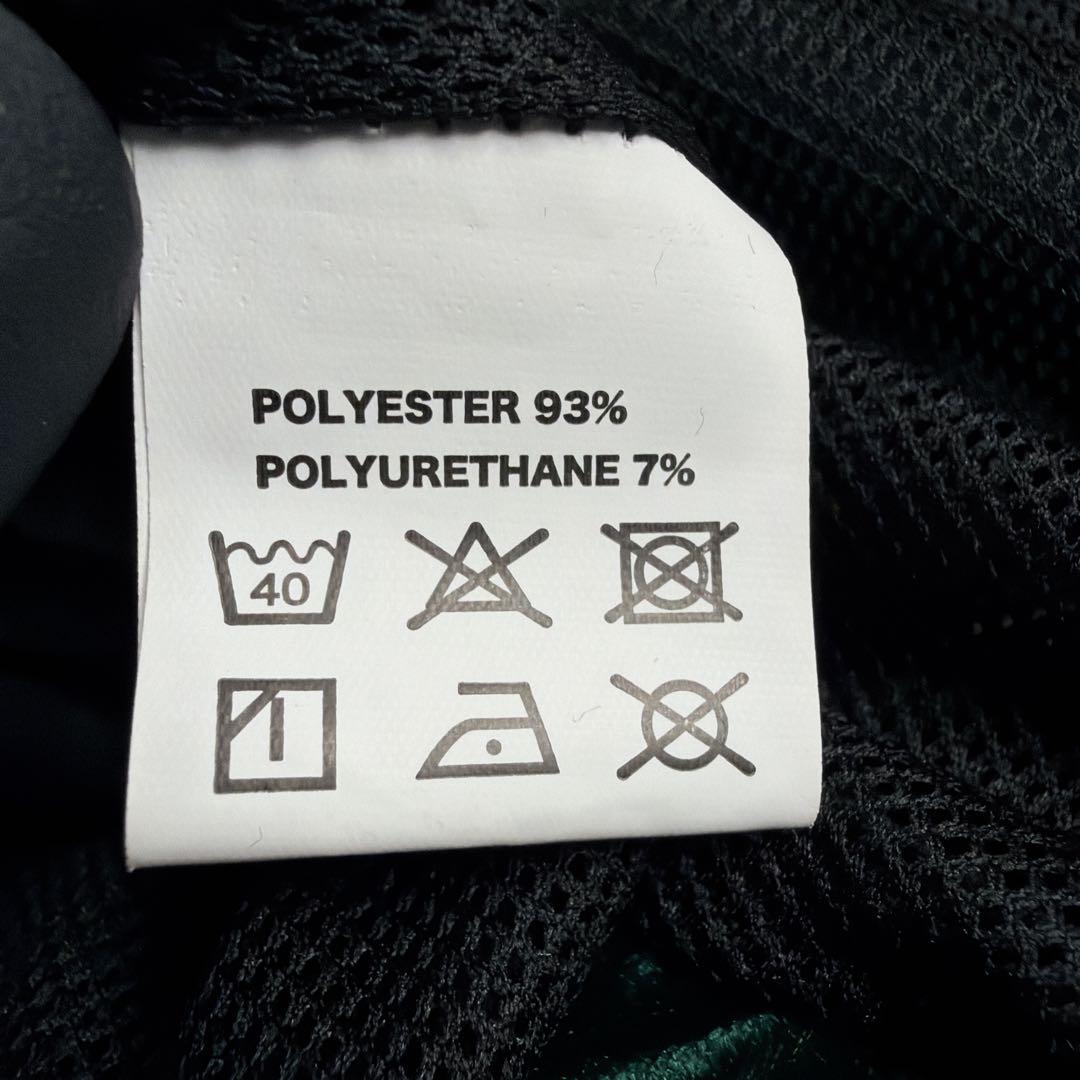 POLYESTER 93%
POLYURETHANE 7%
40